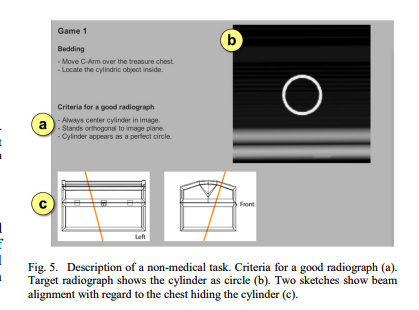 Game 1
Bedding
- Move C-Arm over the treasure chest.
- Locate the cylindric object inside.
Criteria for a good radiograph
- Always center cylinder in image.
- Stands orthogonal to image plane.
- Cylinder appears as a perfect circle.
a
b
c
Left
Front
Fig. 5. Description of a non-medical task. Criteria for a good radiograph (a).
Target radiograph shows the cylinder as circle (b). Two sketches show beam
alignment with regard to the chest hiding the cylinder (c).